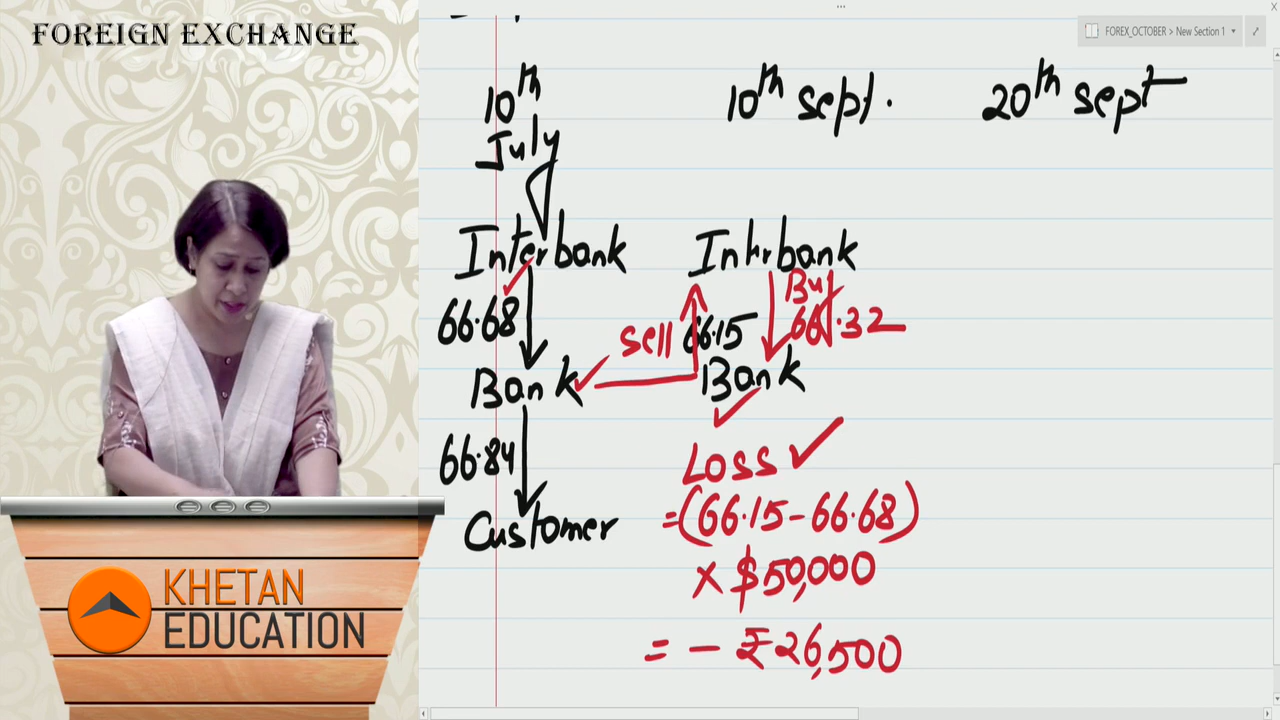 FOREIGN EXCHANGE
FOREX_OCTOBER > New Section 1
10th July
10th sept.
20th sept
Interbank
66.68
Bank
66.84
Customer
Interbank
sell
66.15
Buy
66.32
Bank
Loss
=(66.15-66.68)
x $50,000
= - ₹26,500
KHETAN
EDUCATION